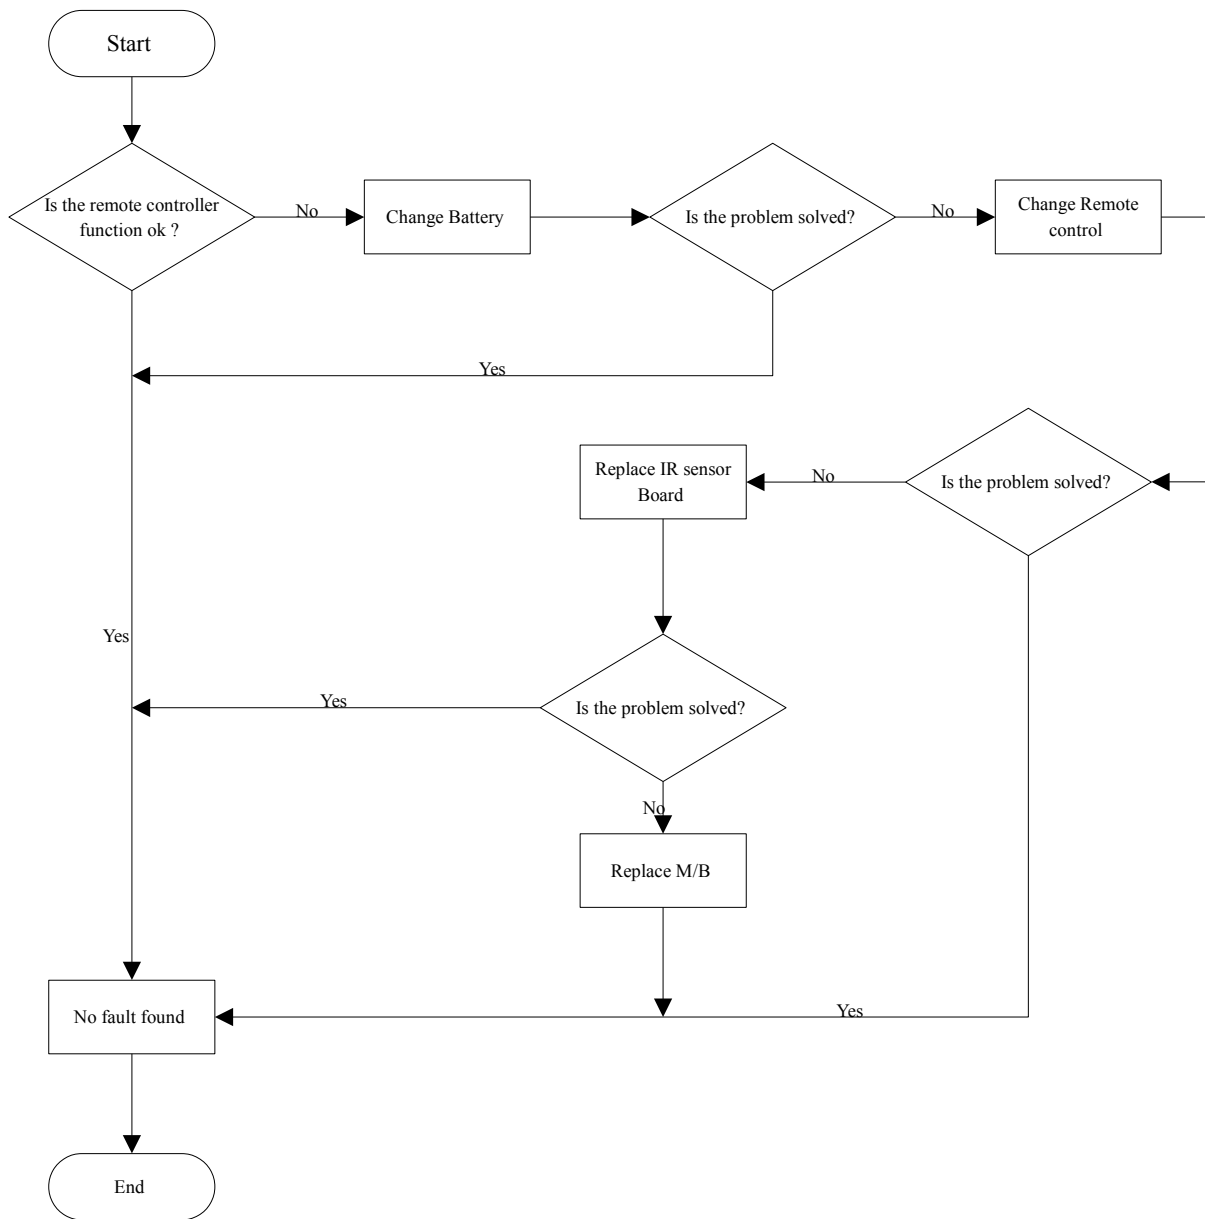 Start
Is the remote controller
function ok ?
No
Change Battery
Is the problem solved?
No
Change Remote
control
Yes
Replace IR sensor
Board
No
Is the problem solved?
Yes
Yes
Is the problem solved?
No
Replace M/B
No fault found
Yes
End